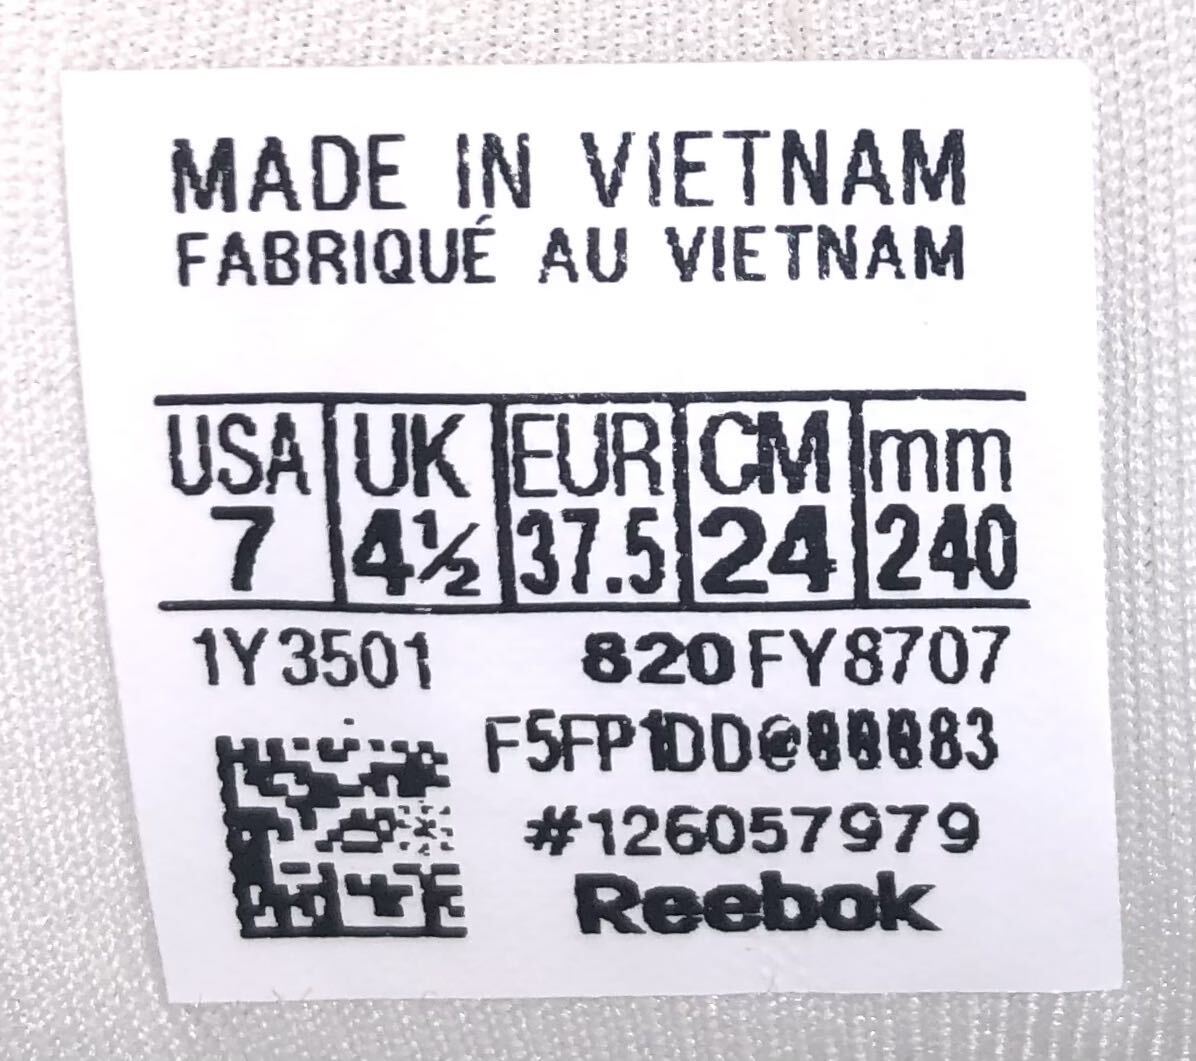 MADE IN VIETNAM
FABRIQUÉ AU VIETNAM
USA UK EUR CM mm
7 4½ 37.5 24 240
1Y3501 820 FY8707
#126057979
Reebok